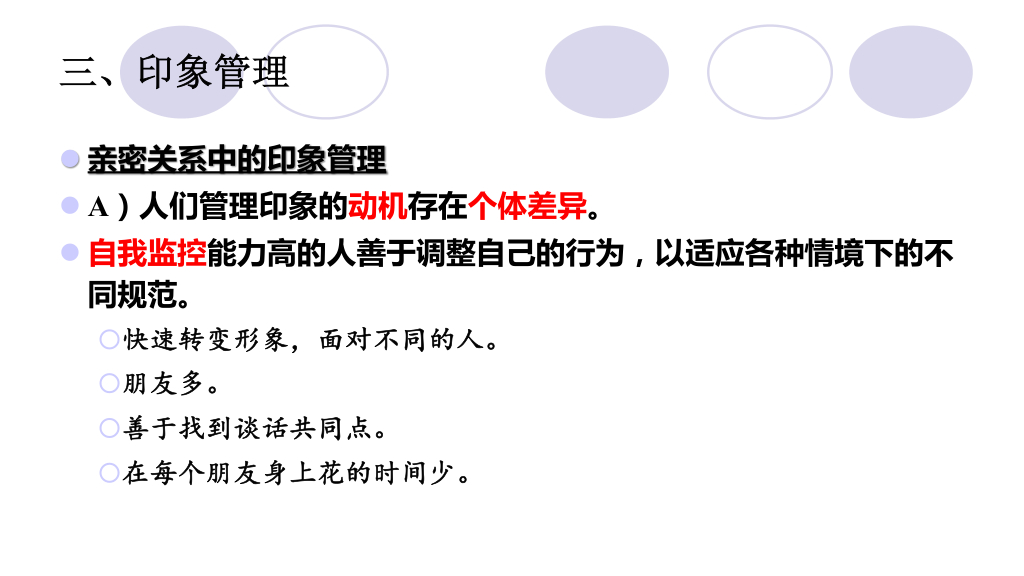 三、印象管理
亲密关系中的印象管理
A）人们管理印象的动机存在个体差异。
自我监控能力高的人善于调整自己的行为，以适应各种情境下的不
同规范。
快速转变形象，面对不同的人。
朋友多。
善于找到谈话共同点。
在每个朋友身上花的时间少。